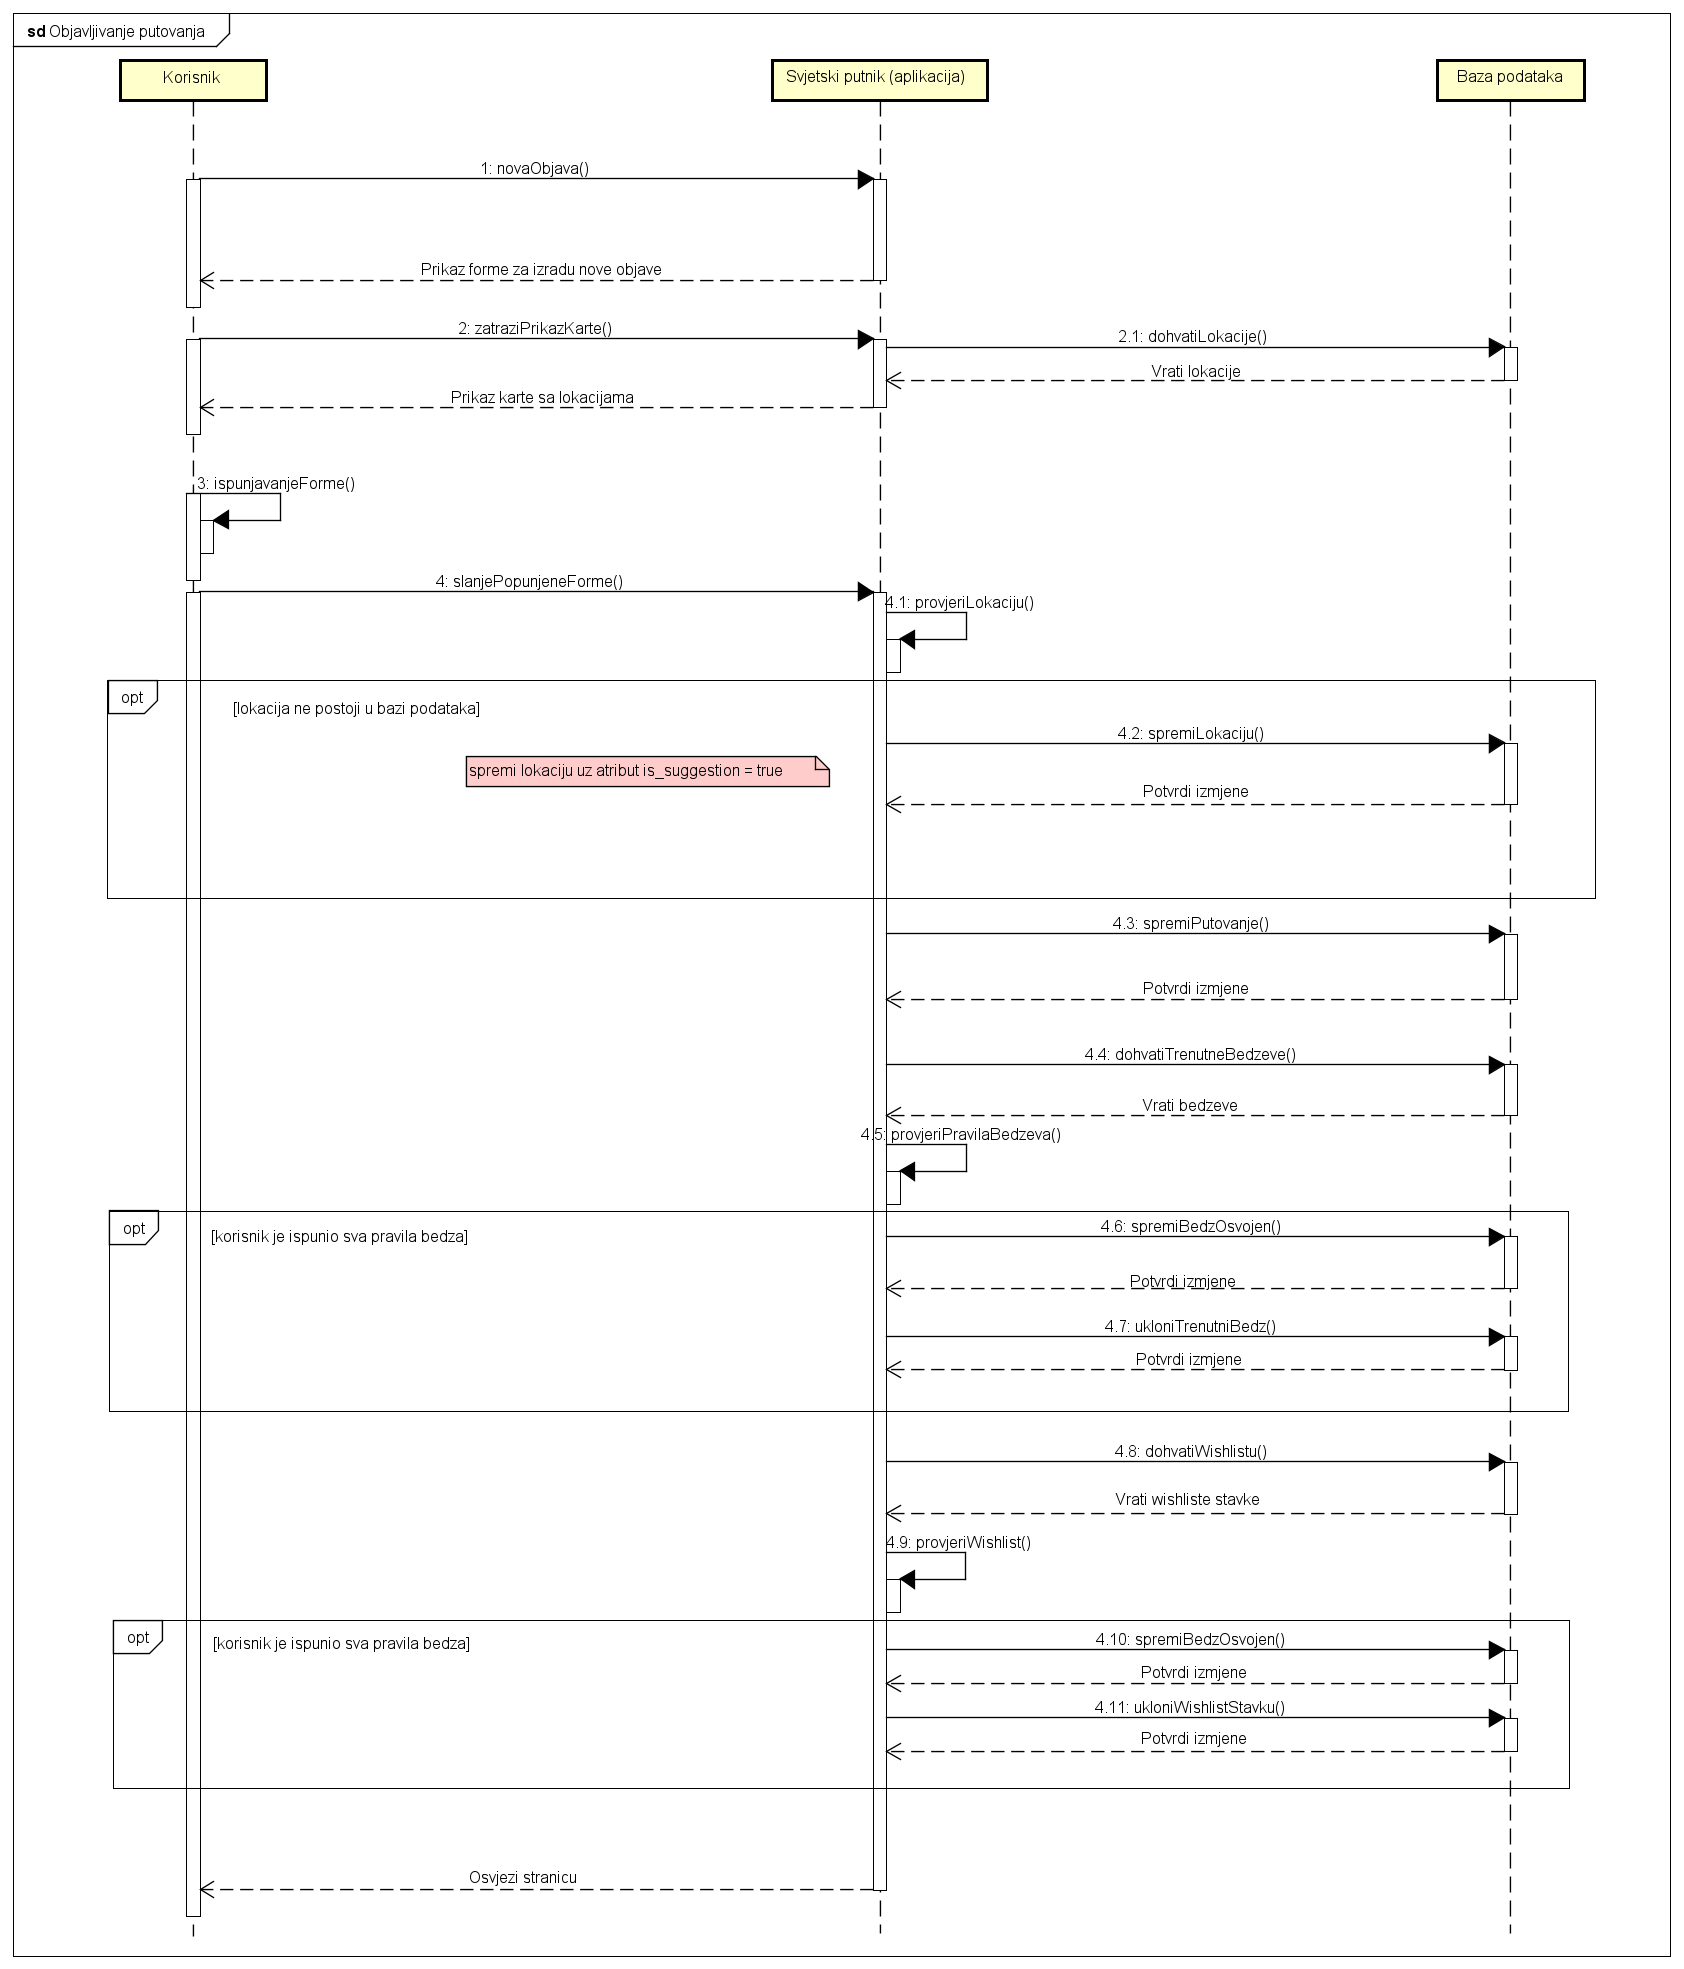 sd Objavljivanje putovanja
Korisnik
Svjetski putnik (aplikacija)
Baza podataka
1: novaObjava()
Prikaz forme za izradu nove objave
2: zatraziPrikazKarte()
2.1: dohvatiLokacije()
Vrati lokacije
Prikaz karte sa lokacijama
3: ispunjavanjeForme()
4: slanjePopunjeneForme()
4.1: provjeriLokaciju()
opt
[lokacija ne postoji u bazi podataka]
4.2: spremiLokaciju()
spremi lokaciju uz atribut is_suggestion = true
Potvrdi izmjene
4.3: spremiPutovanje()
Potvrdi izmjene
4.4: dohvatiTrenutneBedzeve()
Vrati bedzeve
4.5: provjeriPravilaBedzeva()
opt
[korisnik je ispunio sva pravila bedza]
4.6: spremiBedzOsvojen()
Potvrdi izmjene
4.7: ukloniTrenutniBedz()
Potvrdi izmjene
4.8: dohvatiWishlistu()
Vrati wishliste stavke
4.9: provjeriWishlist()
opt
[korisnik je ispunio sva pravila bedza]
4.10: spremiBedzOsvojen()
Potvrdi izmjene
4.11: ukloniWishlistStavku()
Potvrdi izmjene
Osvjezi stranicu